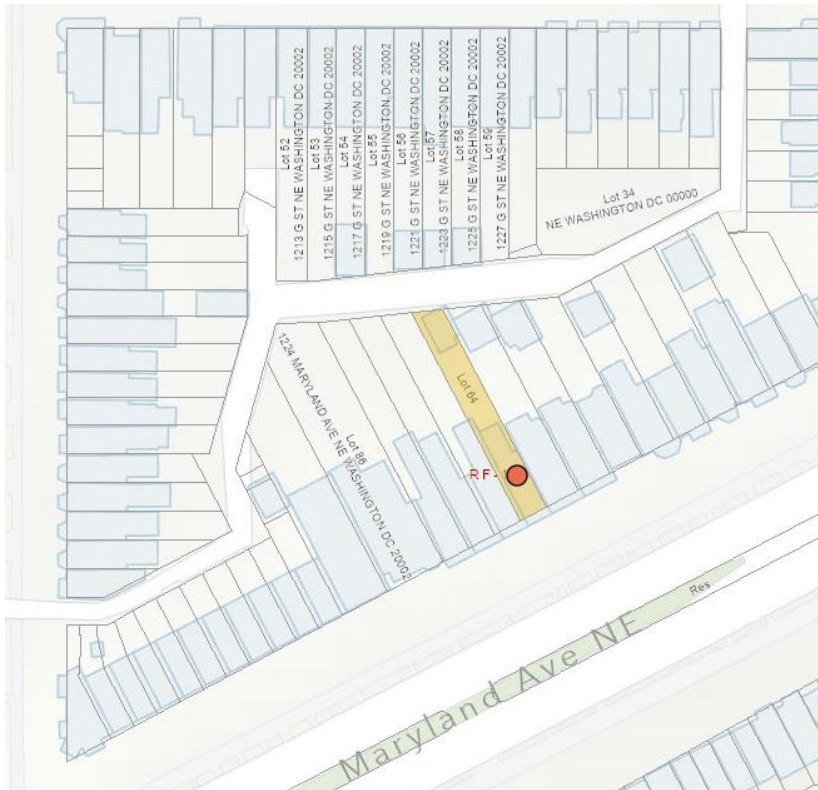 Lot 52
1213 G ST NE WASHINGTON DC 20002
Lot 53
1215 G ST NE WASHINGTON DC 20002
Lot 54
1217 G ST NE WASHINGTON DC 20002
Lot 55
1219 G ST NE WASHINGTON DC 20002
Lot 56
1221 G ST NE WASHINGTON DC 20002
Lot 57
1223 G ST NE WASHINGTON DC 20002
Lot 58
1225 G ST NE WASHINGTON DC 20002
Lot 59
1227 G ST NE WASHINGTON DC 20002
Lot 34
NE WASHINGTON DC 00000
Lot 64
Lot 86
1224 MARYLAND AVE NE WASHINGTON DC 20002
RF-
Res
Maryland Ave NE